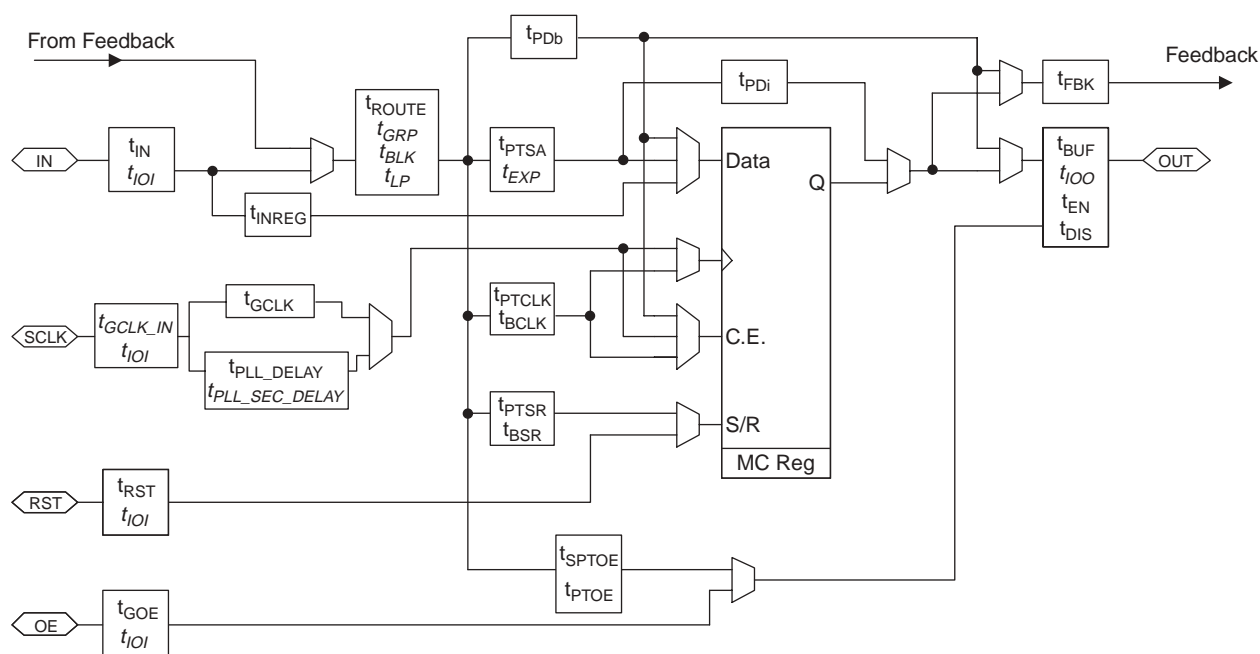 From Feedback
tPDb
Feedback
tPDi
tFBK
tROUTE
tGRP
tBLK
tLP
IN
tIN
tIOI
tPTSA
tEXP
Data
Q
tBUF
tIOO
tEN
tDIS
OUT
tINREG
SCLK
tGCLK_IN
tIOI
tGCLK
tPLL_DELAY
tPLL_SEC_DELAY
tPTCLK
tBCLK
C.E.
tPTSR
tBSR
S/R
MC Reg
RST
tRST
tIOI
tSPTOE
tPTOE
OE
tGOE
tIOI